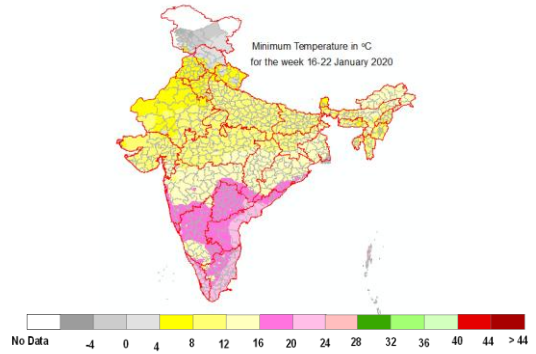 Minimum Temperature in °C
for the week 16-22 January 2020
No Data -4 0 4 8 12 16 20 24 28 32 36 40 44 > 44